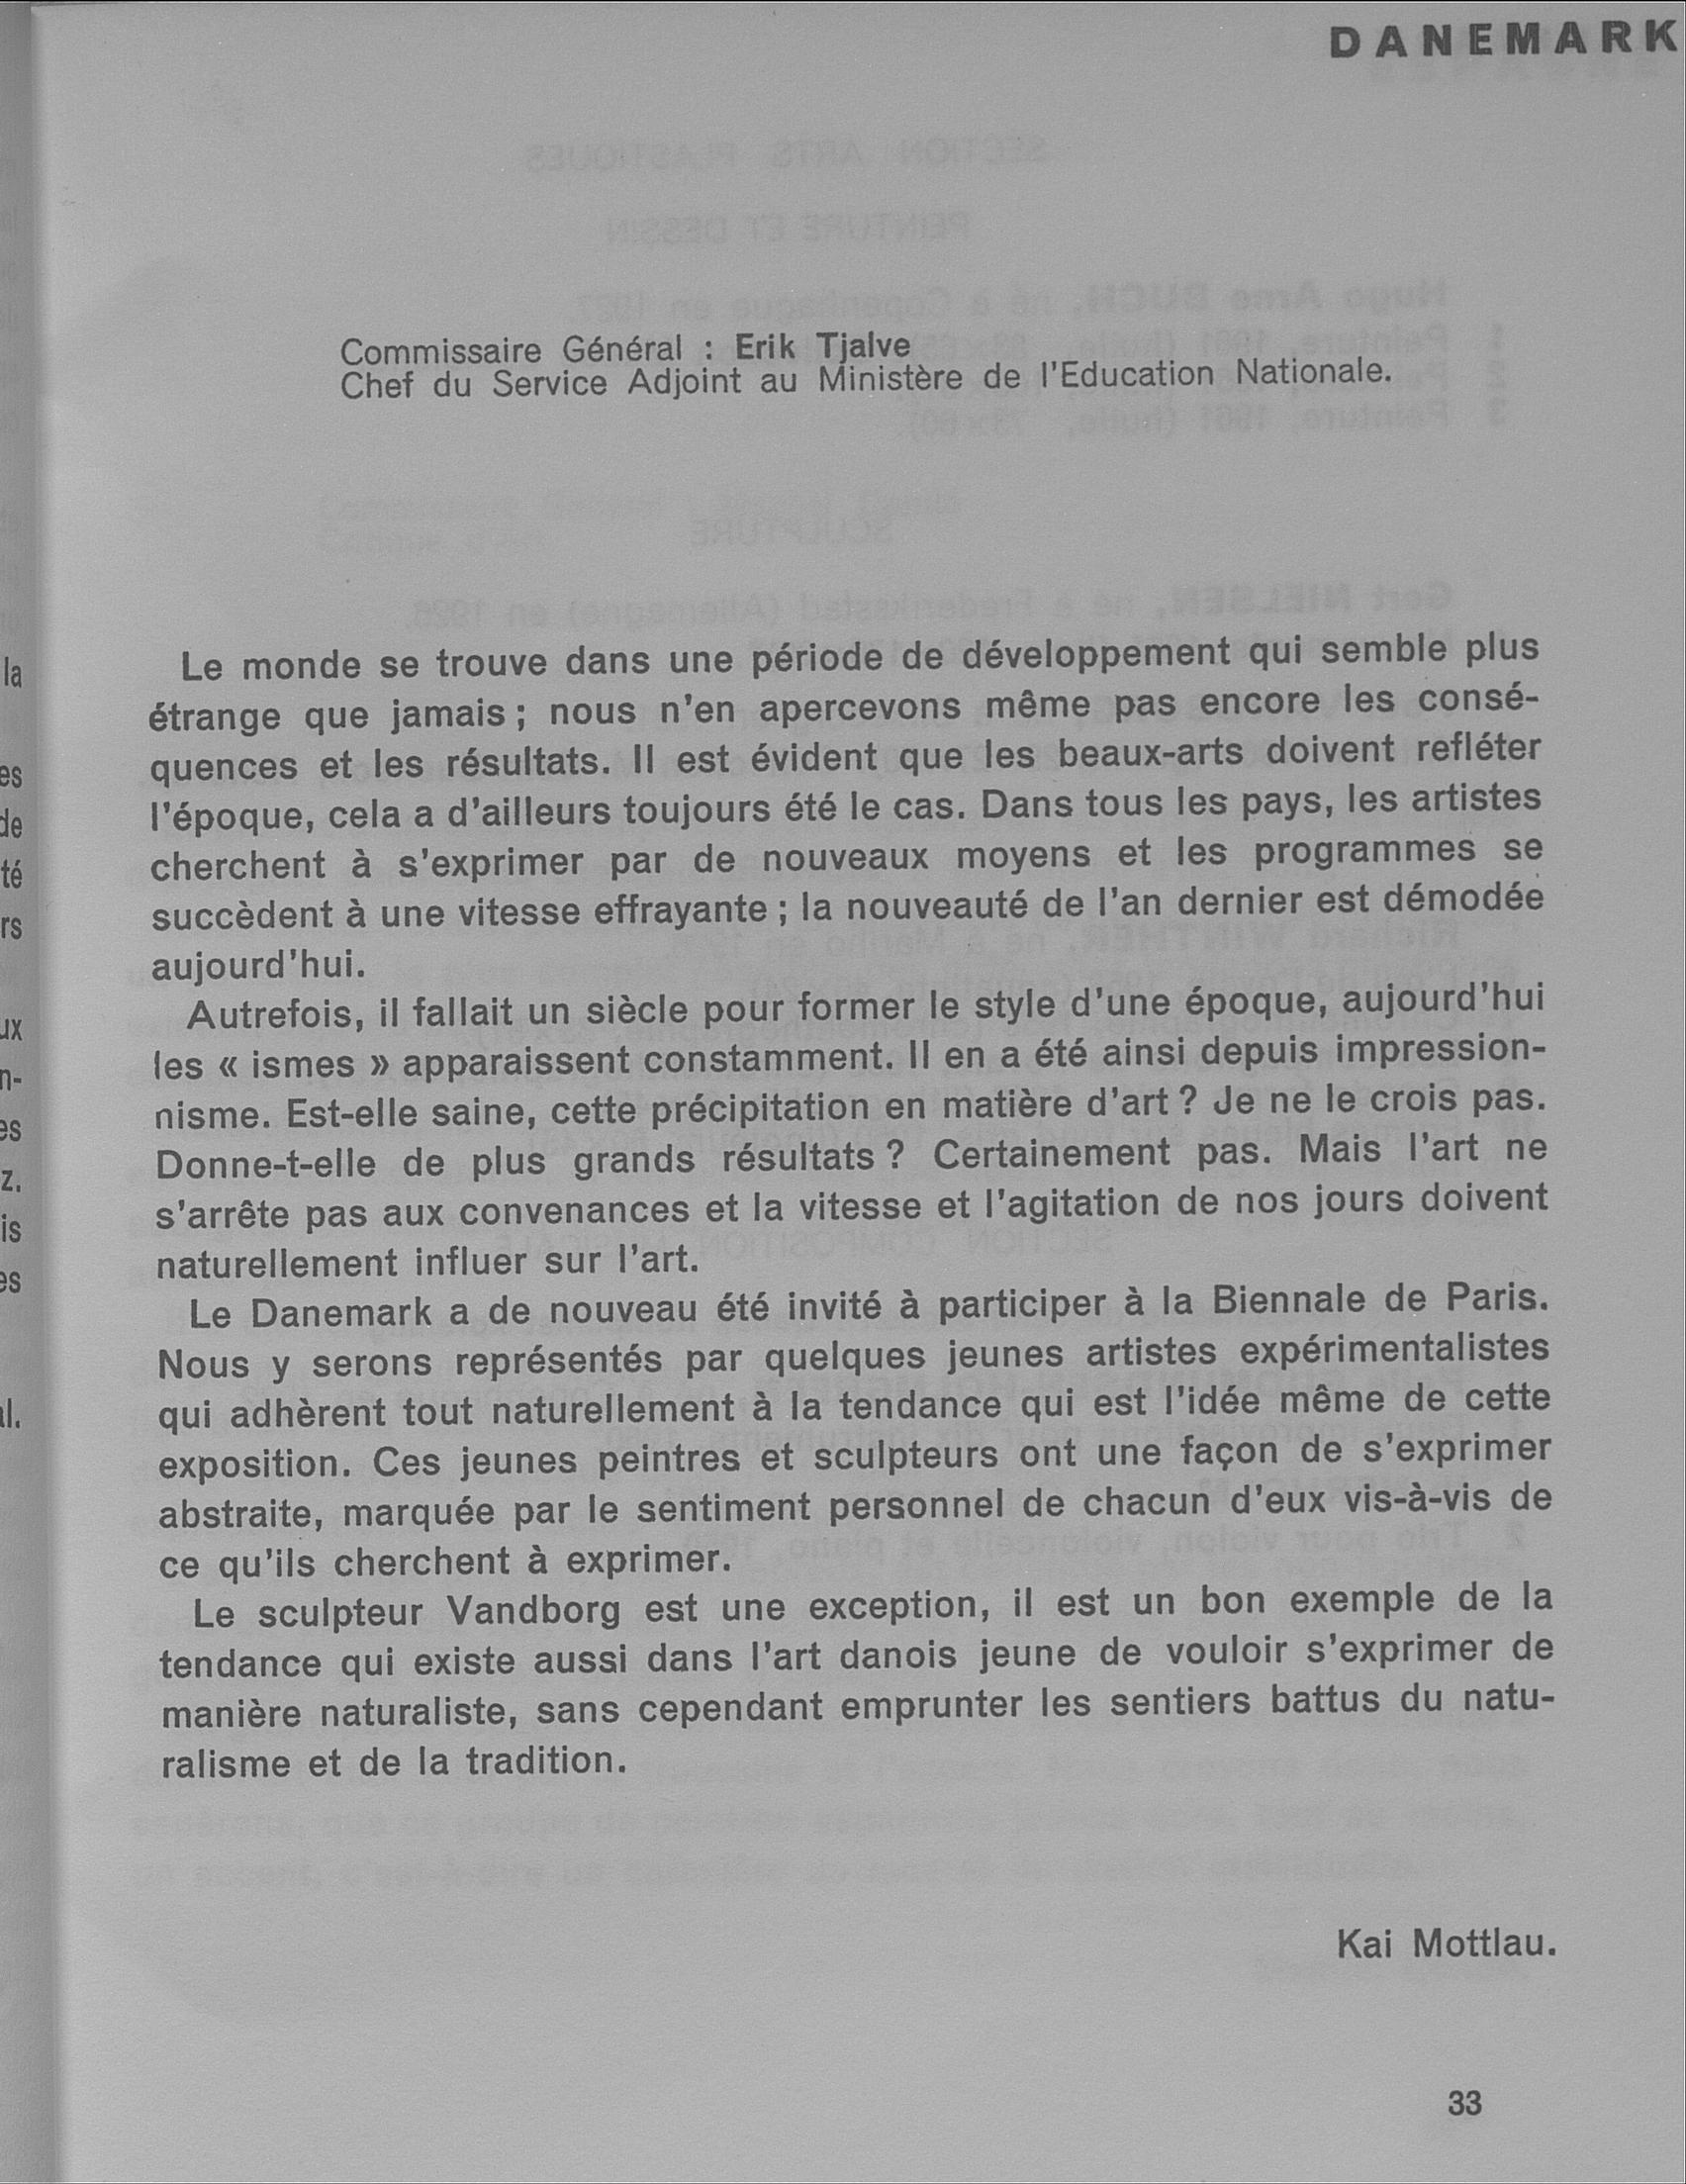 DANEMARK
Commissaire Général : Erik Tjalve
Chef du Service Adjoint au Ministère de l'Education Nationale.
Le monde se trouve dans une période de développement qui semble plus
étrange que jamais ; nous n'en apercevons même pas encore les consé-
quences et les résultats. Il est évident que les beaux-arts doivent refléter
l'époque, cela a d'ailleurs toujours été le cas. Dans tous les pays, les artistes
cherchent à s'exprimer par de nouveaux moyens et les programmes se
succèdent à une vitesse effrayante ; la nouveauté de l'an dernier est démodée
aujourd'hui.
Autrefois, il fallait un siècle pour former le style d'une époque, aujourd'hui
les « ismes » apparaissent constamment. Il en a été ainsi depuis impression-
nisme. Est-elle saine, cette précipitation en matière d'art ? Je ne le crois pas.
Donne-t-elle de plus grands résultats ? Certainement pas. Mais l'art ne
s'arrête pas aux convenances et la vitesse et l'agitation de nos jours doivent
naturellement influer sur l'art.
Le Danemark a de nouveau été invité à participer à la Biennale de Paris.
Nous y serons représentés par quelques jeunes artistes expérimentalistes
qui adhèrent tout naturellement à la tendance qui est l'idée même de cette
exposition. Ces jeunes peintres et sculpteurs ont une façon de s'exprimer
abstraite, marquée par le sentiment personnel de chacun d'eux vis-à-vis de
ce qu'ils cherchent à exprimer.
Le sculpteur Vandborg est une exception, il est un bon exemple de la
tendance qui existe aussi dans l'art danois jeune de vouloir s'exprimer de
manière naturaliste, sans cependant emprunter les sentiers battus du natu-
ralisme et de la tradition.
Kai Mottlau.
33